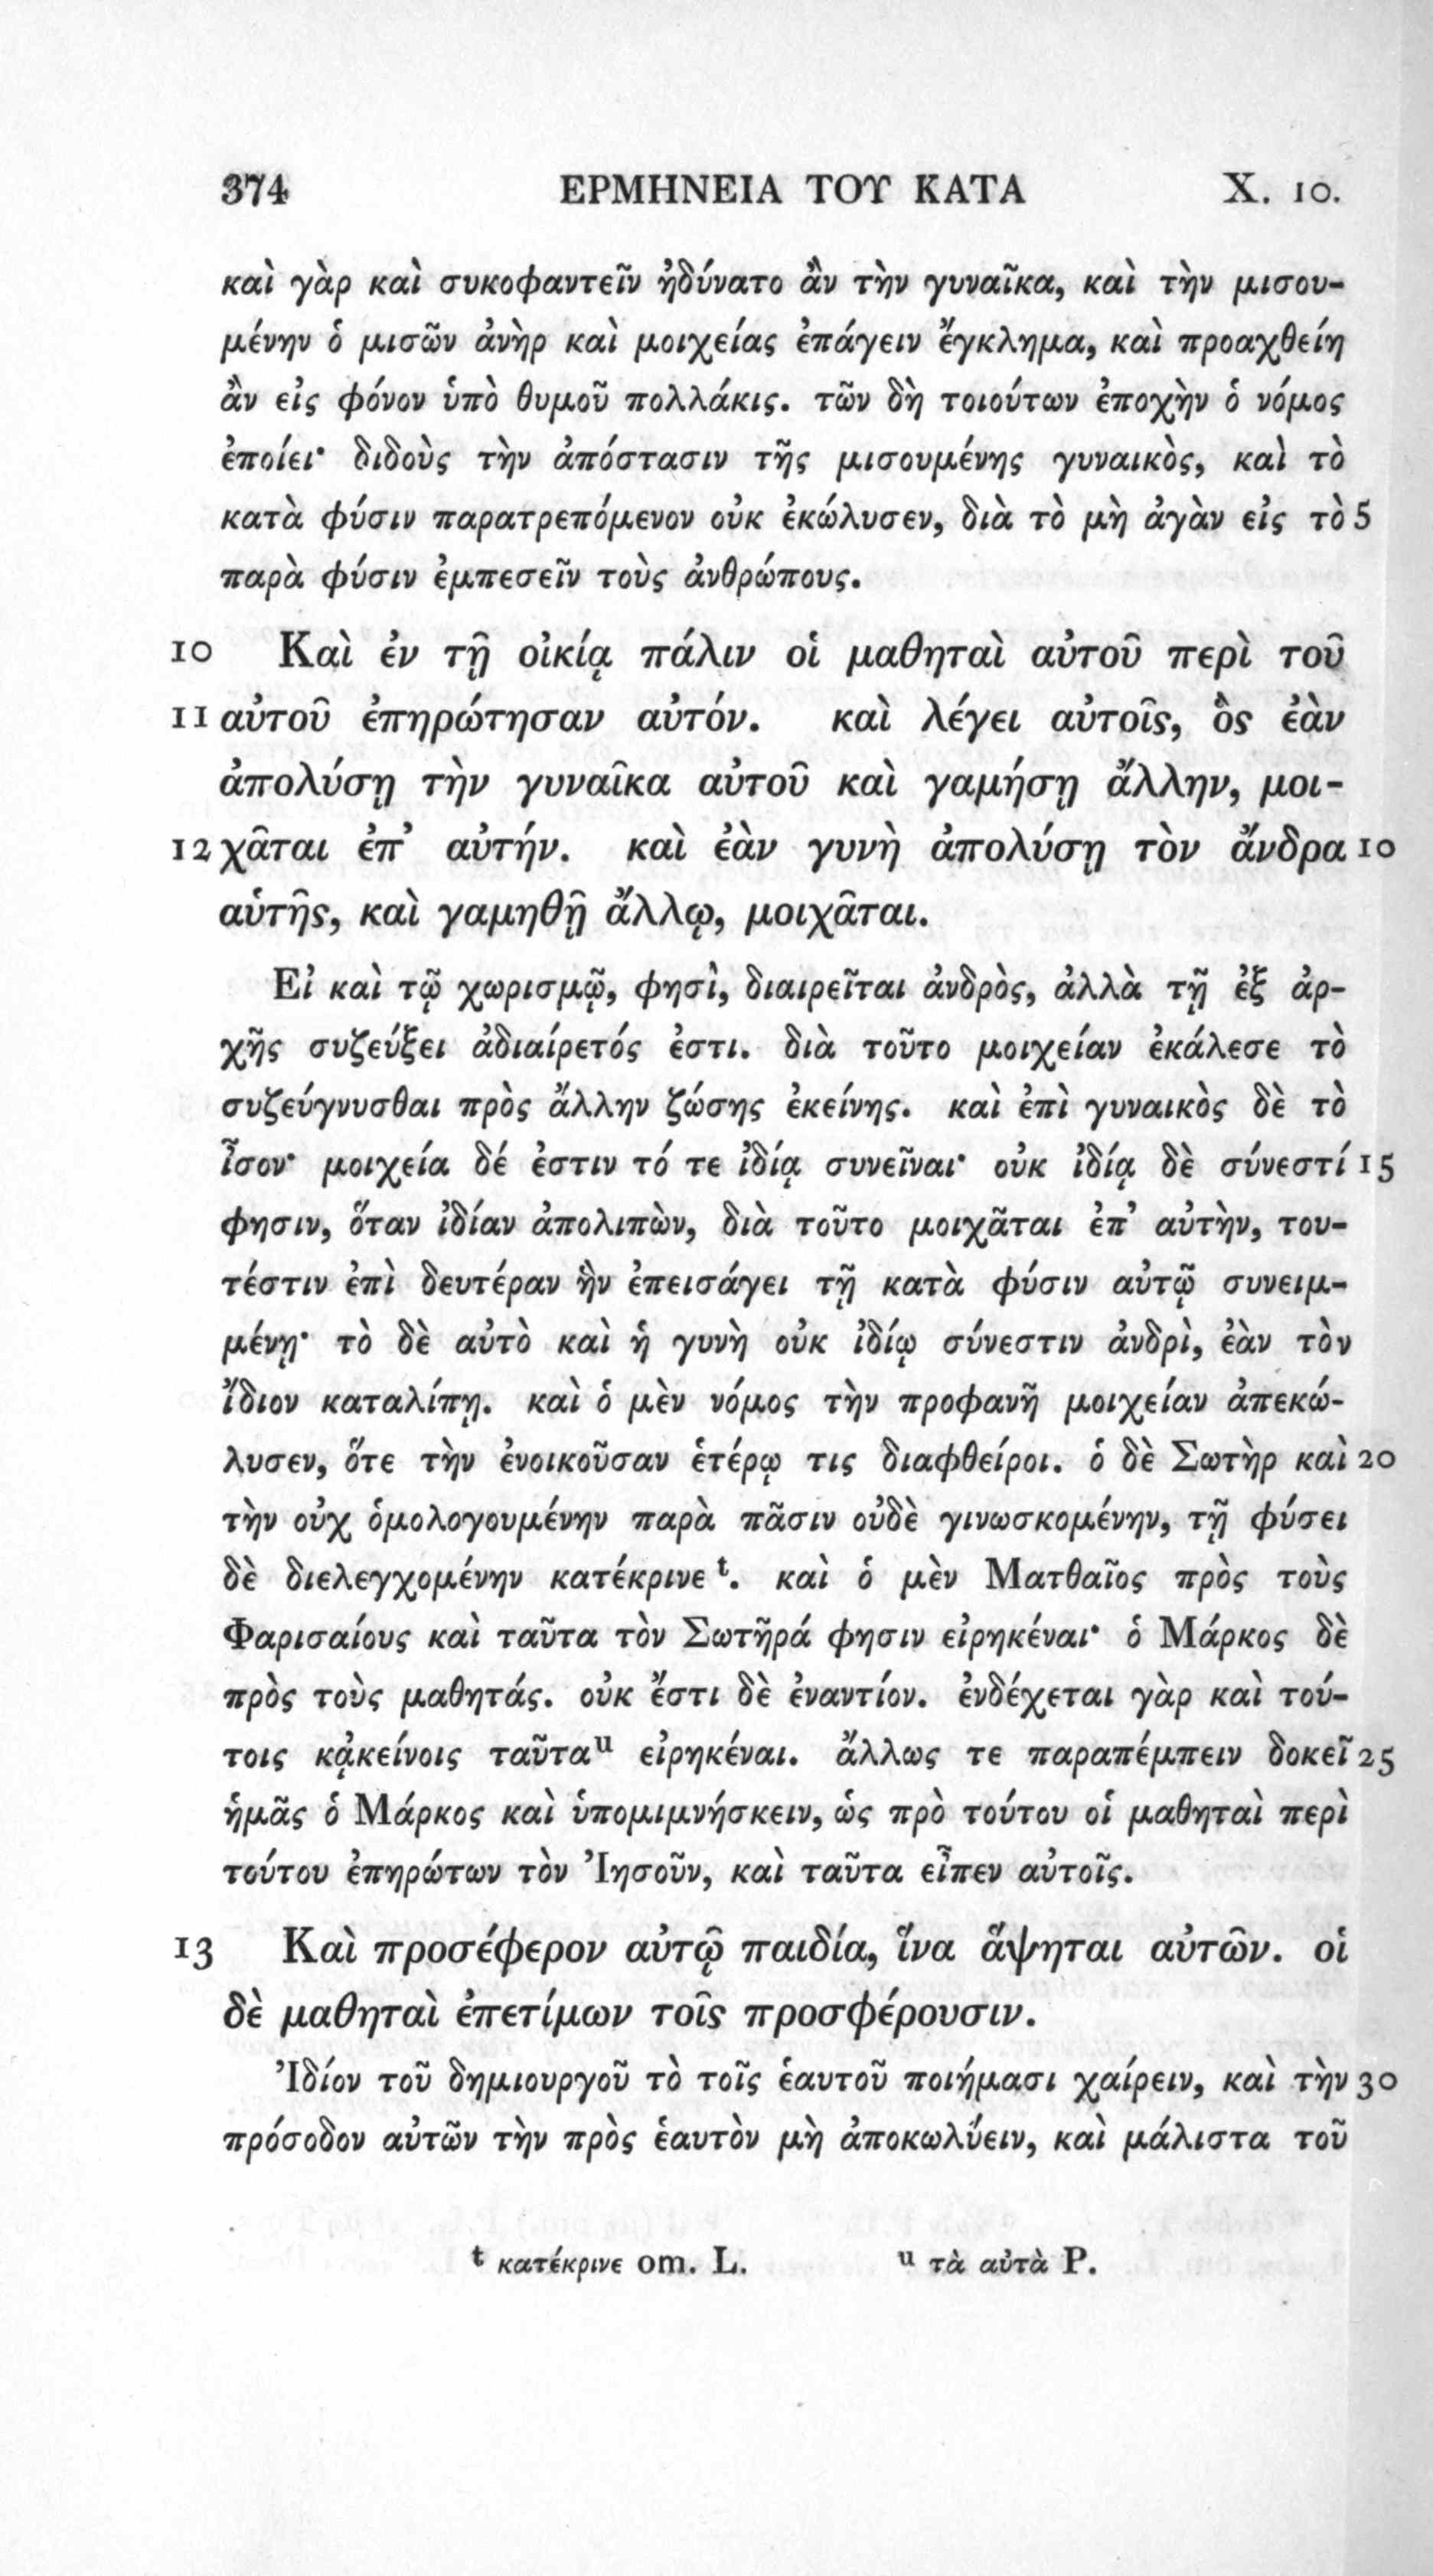 374 ΕΡΜΗΝΕΙΑ ΤΟΥ ΚΑΤΑ X. 10.
καὶ γὰρ καὶ συκοφαντεῖν ἠδύνατο ἂν τὴν γυναῖκα, καὶ τὴν μισου-
μένην ὁ μισῶν ἀνὴρ καὶ μοιχείας ἐπάγειν ἔγκλημα, καὶ προαχθείη
ἂν εἰς φόνον ὑπὸ θυμοῦ πολλάκις. τῶν δὴ τοιούτων ἐποχὴν ὁ νόμος
ἐποίει· διδοὺς τὴν ἀπόστασιν τῆς μισουμένης γυναικὸς, καὶ τὸ
κατὰ φύσιν παρατρεπόμενον οὐκ ἐκώλυσεν, διὰ τὸ μὴ ἀγὰν εἰς τὸ 5
παρὰ φύσιν ἐμπεσεῖν τοὺς ἀνθρώπους.
10 Καὶ ἐν τῇ οἰκίᾳ πάλιν οἱ μαθηταὶ αὐτοῦ περὶ τοῦ
11 αὐτοῦ ἐπηρώτησαν αὐτόν. καὶ λέγει αὐτοῖς, ὃς ἐὰν
ἀπολύσῃ τὴν γυναῖκα αὐτοῦ καὶ γαμήσῃ ἄλλην, μοι-
12 χᾶται ἐπ’ αὐτήν. καὶ ἐὰν γυνὴ ἀπολύσῃ τὸν ἄνδρα 10
αὑτῆς, καὶ γαμηθῇ ἄλλῳ, μοιχᾶται.
Εἰ καὶ τῷ χωρισμῷ, φησὶ, διαιρεῖται ἀνδρὸς, ἀλλὰ τῇ ἐξ ἀρ-
χῆς συζεύξει ἀδιαίρετός ἐστι. διὰ τοῦτο μοιχείαν ἐκάλεσε τὸ
συζεύγνυσθαι πρὸς ἄλλην ζώσης ἐκείνης. καὶ ἐπὶ γυναικὸς δὲ τὸ
ἶσον· μοιχεία δέ ἐστιν τό τε ἰδίᾳ συνεῖναι· οὐκ ἰδίᾳ δὲ σύνεστί 15
φησιν, ὅταν ἰδίαν ἀπολιπὼν, διὰ τοῦτο μοιχᾶται ἐπ’ αὐτὴν, του-
τέστιν ἐπὶ δευτέραν ἣν ἐπεισάγει τῇ κατὰ φύσιν αὐτῷ συνειμ-
μένῃ· τὸ δὲ αὐτὸ καὶ ἡ γυνὴ οὐκ ἰδίῳ σύνεστιν ἀνδρὶ, ἐὰν τὸν
ἴδιον καταλίπῃ. καὶ ὁ μὲν νόμος τὴν προφανῆ μοιχείαν ἀπεκώ-
λυσεν, ὅτε τὴν ἐνοικοῦσαν ἑτέρῳ τις διαφθείροι. ὁ δὲ Σωτὴρ καὶ 20
τὴν οὐχ ὁμολογουμένην παρὰ πᾶσιν οὐδὲ γινωσκομένην, τῇ φύσει
δὲ διελεγχομένην κατέκρινε t. καὶ ὁ μὲν Ματθαῖος πρὸς τοὺς
Φαρισαίους καὶ ταῦτα τὸν Σωτῆρά φησιν εἰρηκέναι· ὁ Μάρκος δὲ
πρὸς τοὺς μαθητάς. οὐκ ἔστι δὲ ἐναντίον. ἐνδέχεται γὰρ καὶ τού-
τοις κᾀκείνοις ταῦτα u εἰρηκέναι. ἄλλως τε παραπέμπειν δοκεῖ 25
ἡμᾶς ὁ Μάρκος καὶ ὑπομιμνήσκειν, ὡς πρὸ τούτου οἱ μαθηταὶ περὶ
τούτου ἐπηρώτων τὸν Ἰησοῦν, καὶ ταῦτα εἶπεν αὐτοῖς.
13 Καὶ προσέφερον αὐτῷ παιδία, ἵνα ἅψηται αὐτῶν. οἱ
δὲ μαθηταὶ ἐπετίμων τοῖς προσφέρουσιν.
Ἰδίον τοῦ δημιουργοῦ τὸ τοῖς ἑαυτοῦ ποιήμασι χαίρειν, καὶ τὴν 30
πρόσοδον αὐτῶν τὴν πρὸς ἑαυτὸν μὴ ἀποκωλύειν, καὶ μάλιστα τοῦ
t κατέκρινε om. L. u τὰ αὐτὰ P.